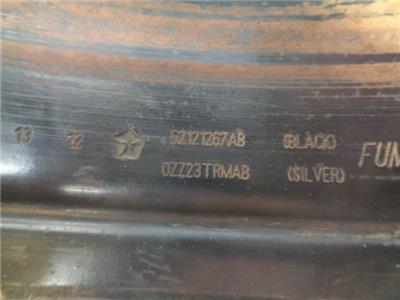 13 12 52121267AB (BLACK) FUM
0ZZ23TRMAB (SILVER)